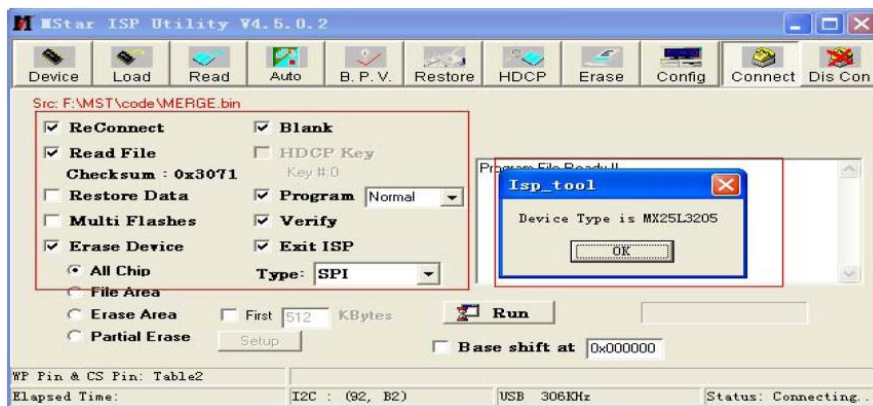 MStar ISP Utility V4.5.0.2
Device Load Read Auto B.P.V. Restore HDCP Erase Config Connect Dis Con
Src: F:\MST\code\MERGE.bin
ReConnect Blank
Read File HDCP Key
Checksum : 0x3071 Key #:0
Restore Data Program Normal
Multi Flashes Verify
Erase Device Exit ISP
All Chip Type: SPI
File Area
Erase Area First 512 KBytes
Partial Erase Setup
Program File Ready !!
Isp_tool
Device Type is MX25L3205
OK
Run
Base shift at 0x000000
WP Pin & CS Pin: Table2
Elapsed Time: I2C : (92, B2) USB 306KHz Status: Connecting..